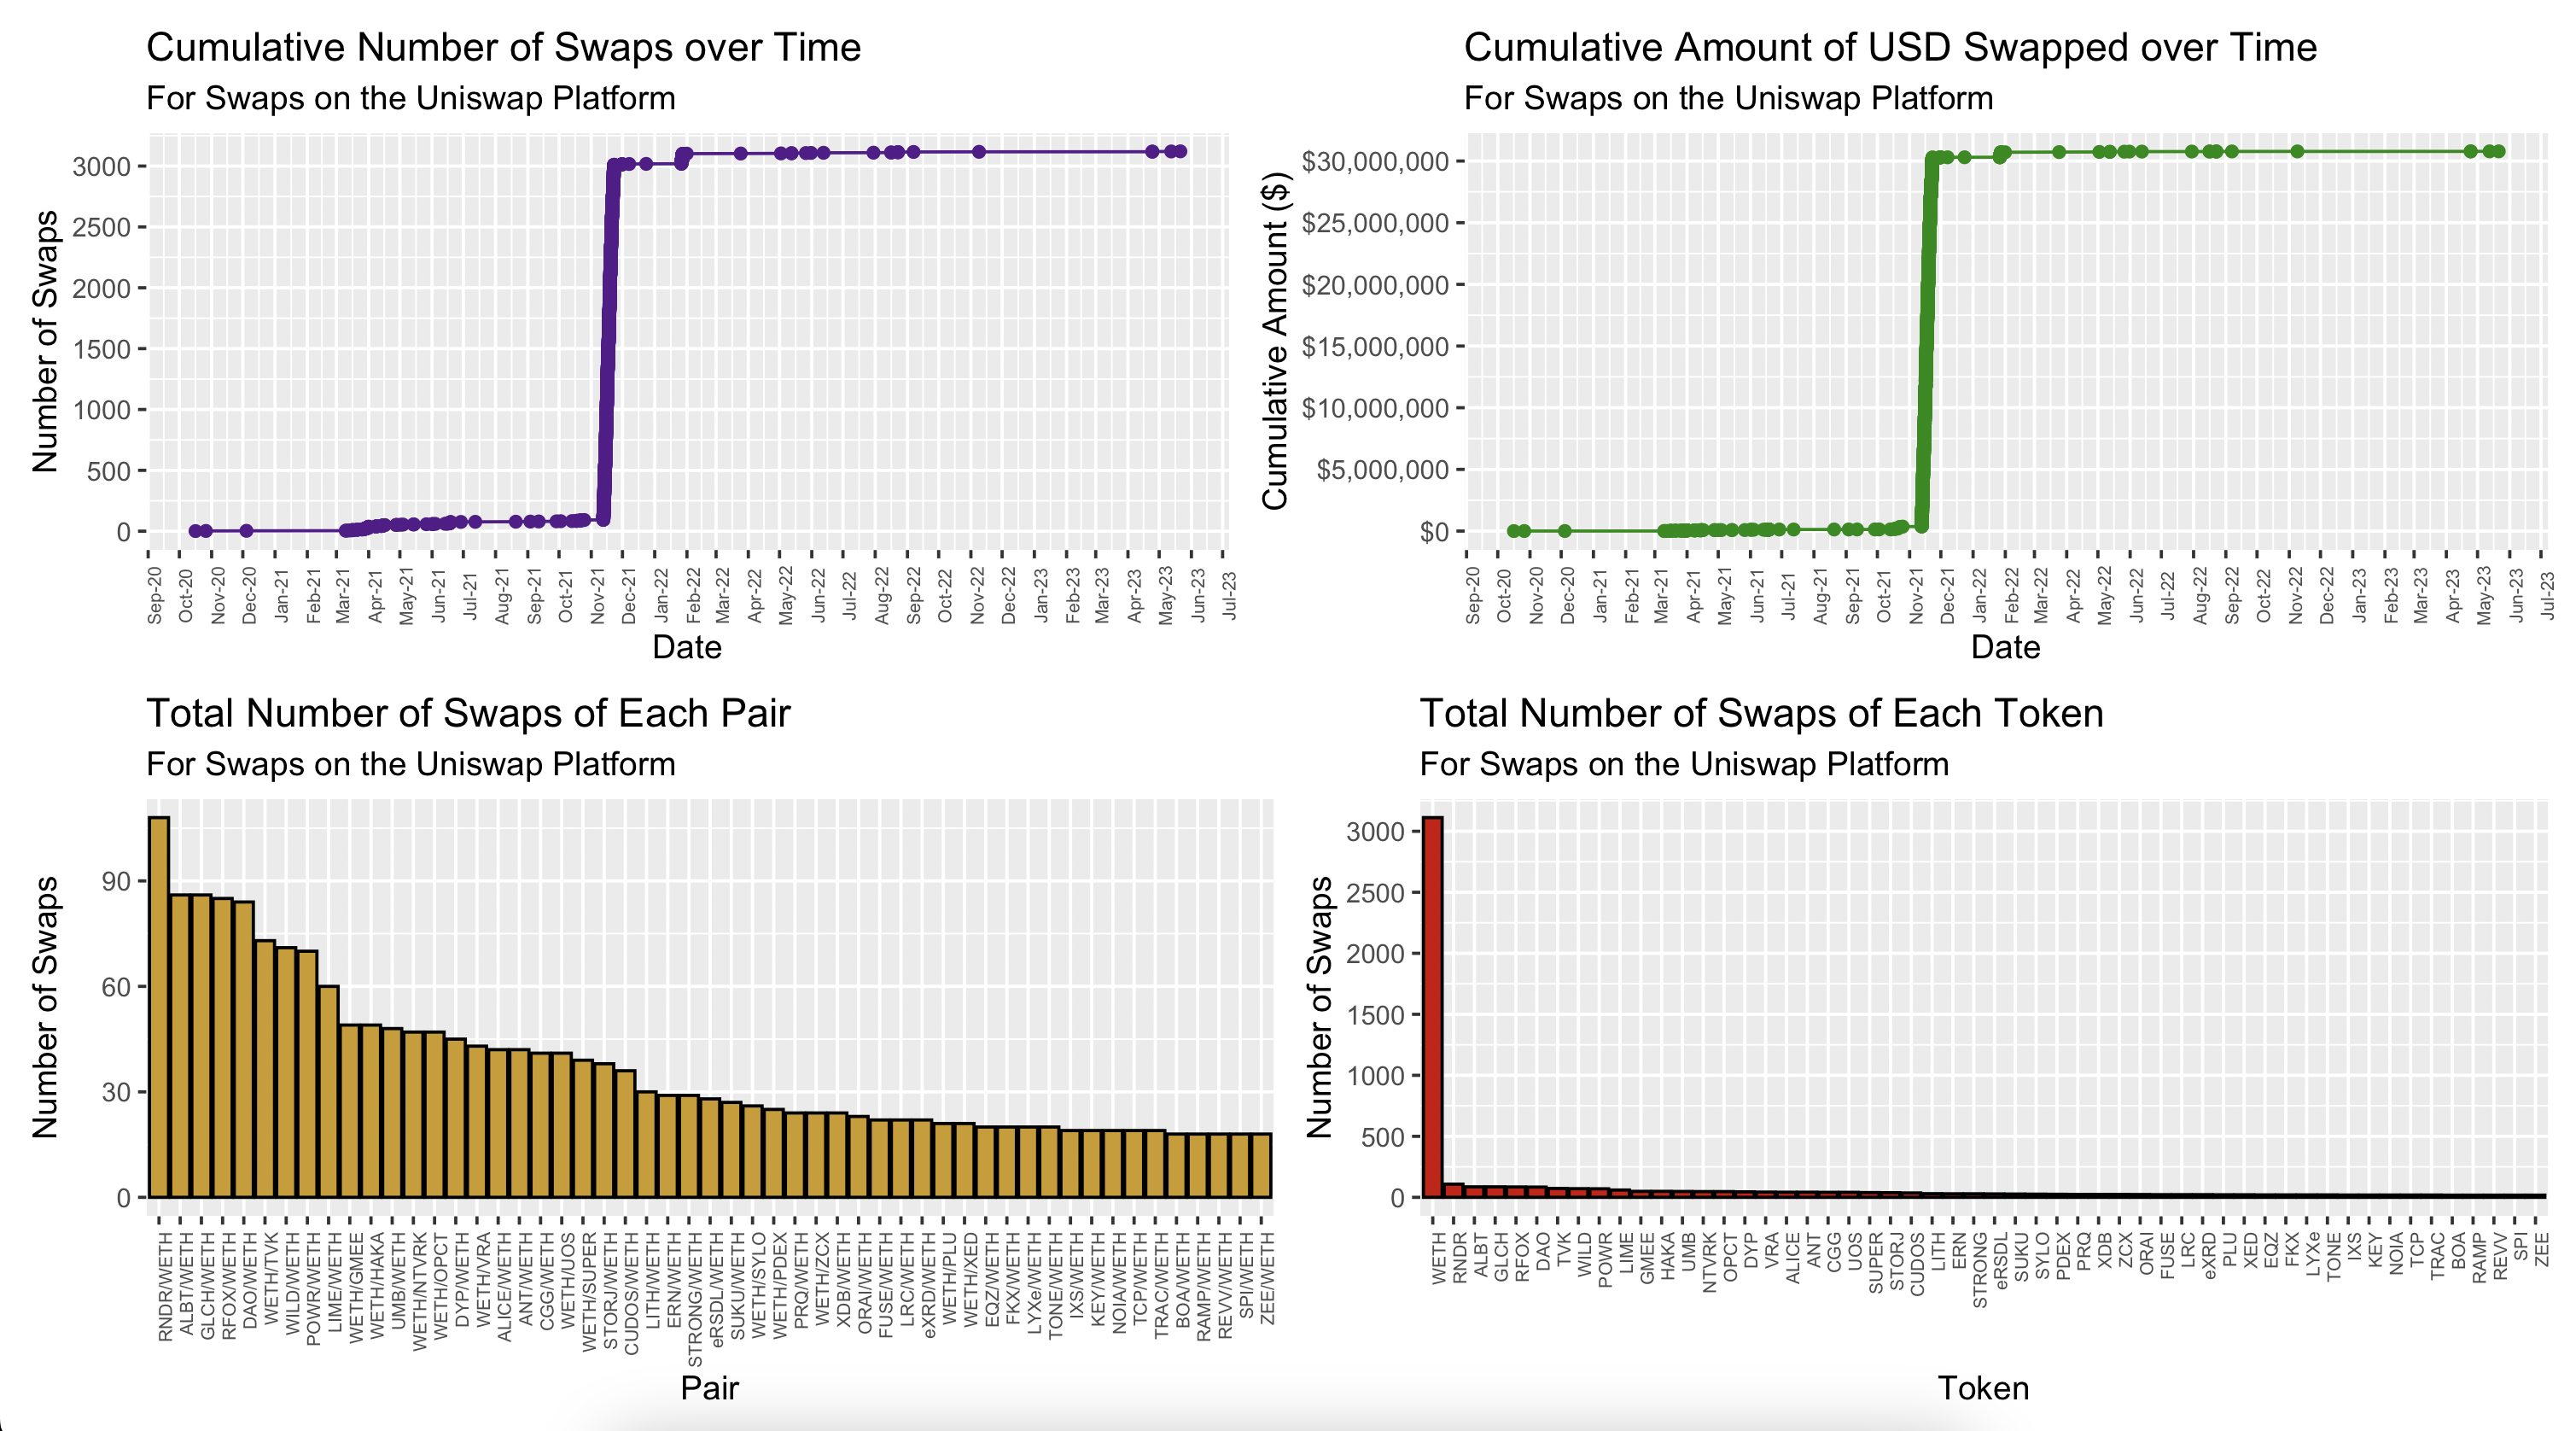 Cumulative Number of Swaps over Time
For Swaps on the Uniswap Platform
Number of Swaps
3000
2500
2000
1500
1000
500
0
Sep-20
Oct-20
Nov-20
Dec-20
Jan-21
Feb-21
Mar-21
Apr-21
May-21
Jun-21
Jul-21
Aug-21
Sep-21
Oct-21
Nov-21
Dec-21
Jan-22
Feb-22
Mar-22
Apr-22
May-22
Jun-22
Jul-22
Aug-22
Sep-22
Oct-22
Nov-22
Dec-22
Jan-23
Feb-23
Mar-23
Apr-23
May-23
Jun-23
Jul-23
Date
Cumulative Amount of USD Swapped over Time
For Swaps on the Uniswap Platform
Cumulative Amount ($)
$30,000,000
$25,000,000
$20,000,000
$15,000,000
$10,000,000
$5,000,000
$0
Sep-20
Oct-20
Nov-20
Dec-20
Jan-21
Feb-21
Mar-21
Apr-21
May-21
Jun-21
Jul-21
Aug-21
Sep-21
Oct-21
Nov-21
Dec-21
Jan-22
Feb-22
Mar-22
Apr-22
May-22
Jun-22
Jul-22
Aug-22
Sep-22
Oct-22
Nov-22
Dec-22
Jan-23
Feb-23
Mar-23
Apr-23
May-23
Jun-23
Jul-23
Date
Total Number of Swaps of Each Pair
For Swaps on the Uniswap Platform
Number of Swaps
90
60
30
0
RNDR/WETH
ALBT/WETH
GLCH/WETH
RFOX/WETH
DAO/WETH
WETH/TVK
WILD/WETH
POWR/WETH
LIME/WETH
WETH/GMEE
WETH/HAKA
UMB/WETH
WETH/NTVRK
WETH/OPCT
DYP/WETH
WETH/VRA
ALICE/WETH
ANT/WETH
CGG/WETH
WETH/UOS
WETH/SUPER
STORJ/WETH
CUDOS/WETH
LITH/WETH
ERN/WETH
STRONG/WETH
eRSDL/WETH
SUKU/WETH
WETH/SYLO
WETH/PDEX
PRQ/WETH
WETH/ZCX
XDB/WETH
ORAI/WETH
FUSE/WETH
LRC/WETH
eXRD/WETH
WETH/PLU
WETH/XED
EQZ/WETH
FKX/WETH
LYXe/WETH
TONE/WETH
IXS/WETH
KEY/WETH
NOIA/WETH
TCP/WETH
TRAC/WETH
BOA/WETH
RAMP/WETH
REVV/WETH
SPI/WETH
ZEE/WETH
Pair
Total Number of Swaps of Each Token
For Swaps on the Uniswap Platform
Number of Swaps
3000
2500
2000
1500
1000
500
0
WETH
RNDR
ALBT
GLCH
RFOX
DAO
TVK
WILD
POWR
LIME
GMEE
HAKA
UMB
NTVRK
OPCT
DYP
VRA
ALICE
ANT
CGG
UOS
SUPER
STORJ
CUDOS
LITH
ERN
STRONG
eRSDL
SUKU
SYLO
PDEX
PRQ
XDB
ZCX
ORAI
FUSE
LRC
eXRD
PLU
XED
EQZ
FKX
LYXe
TONE
IXS
KEY
NOIA
TCP
TRAC
BOA
RAMP
REVV
SPI
ZEE
Token